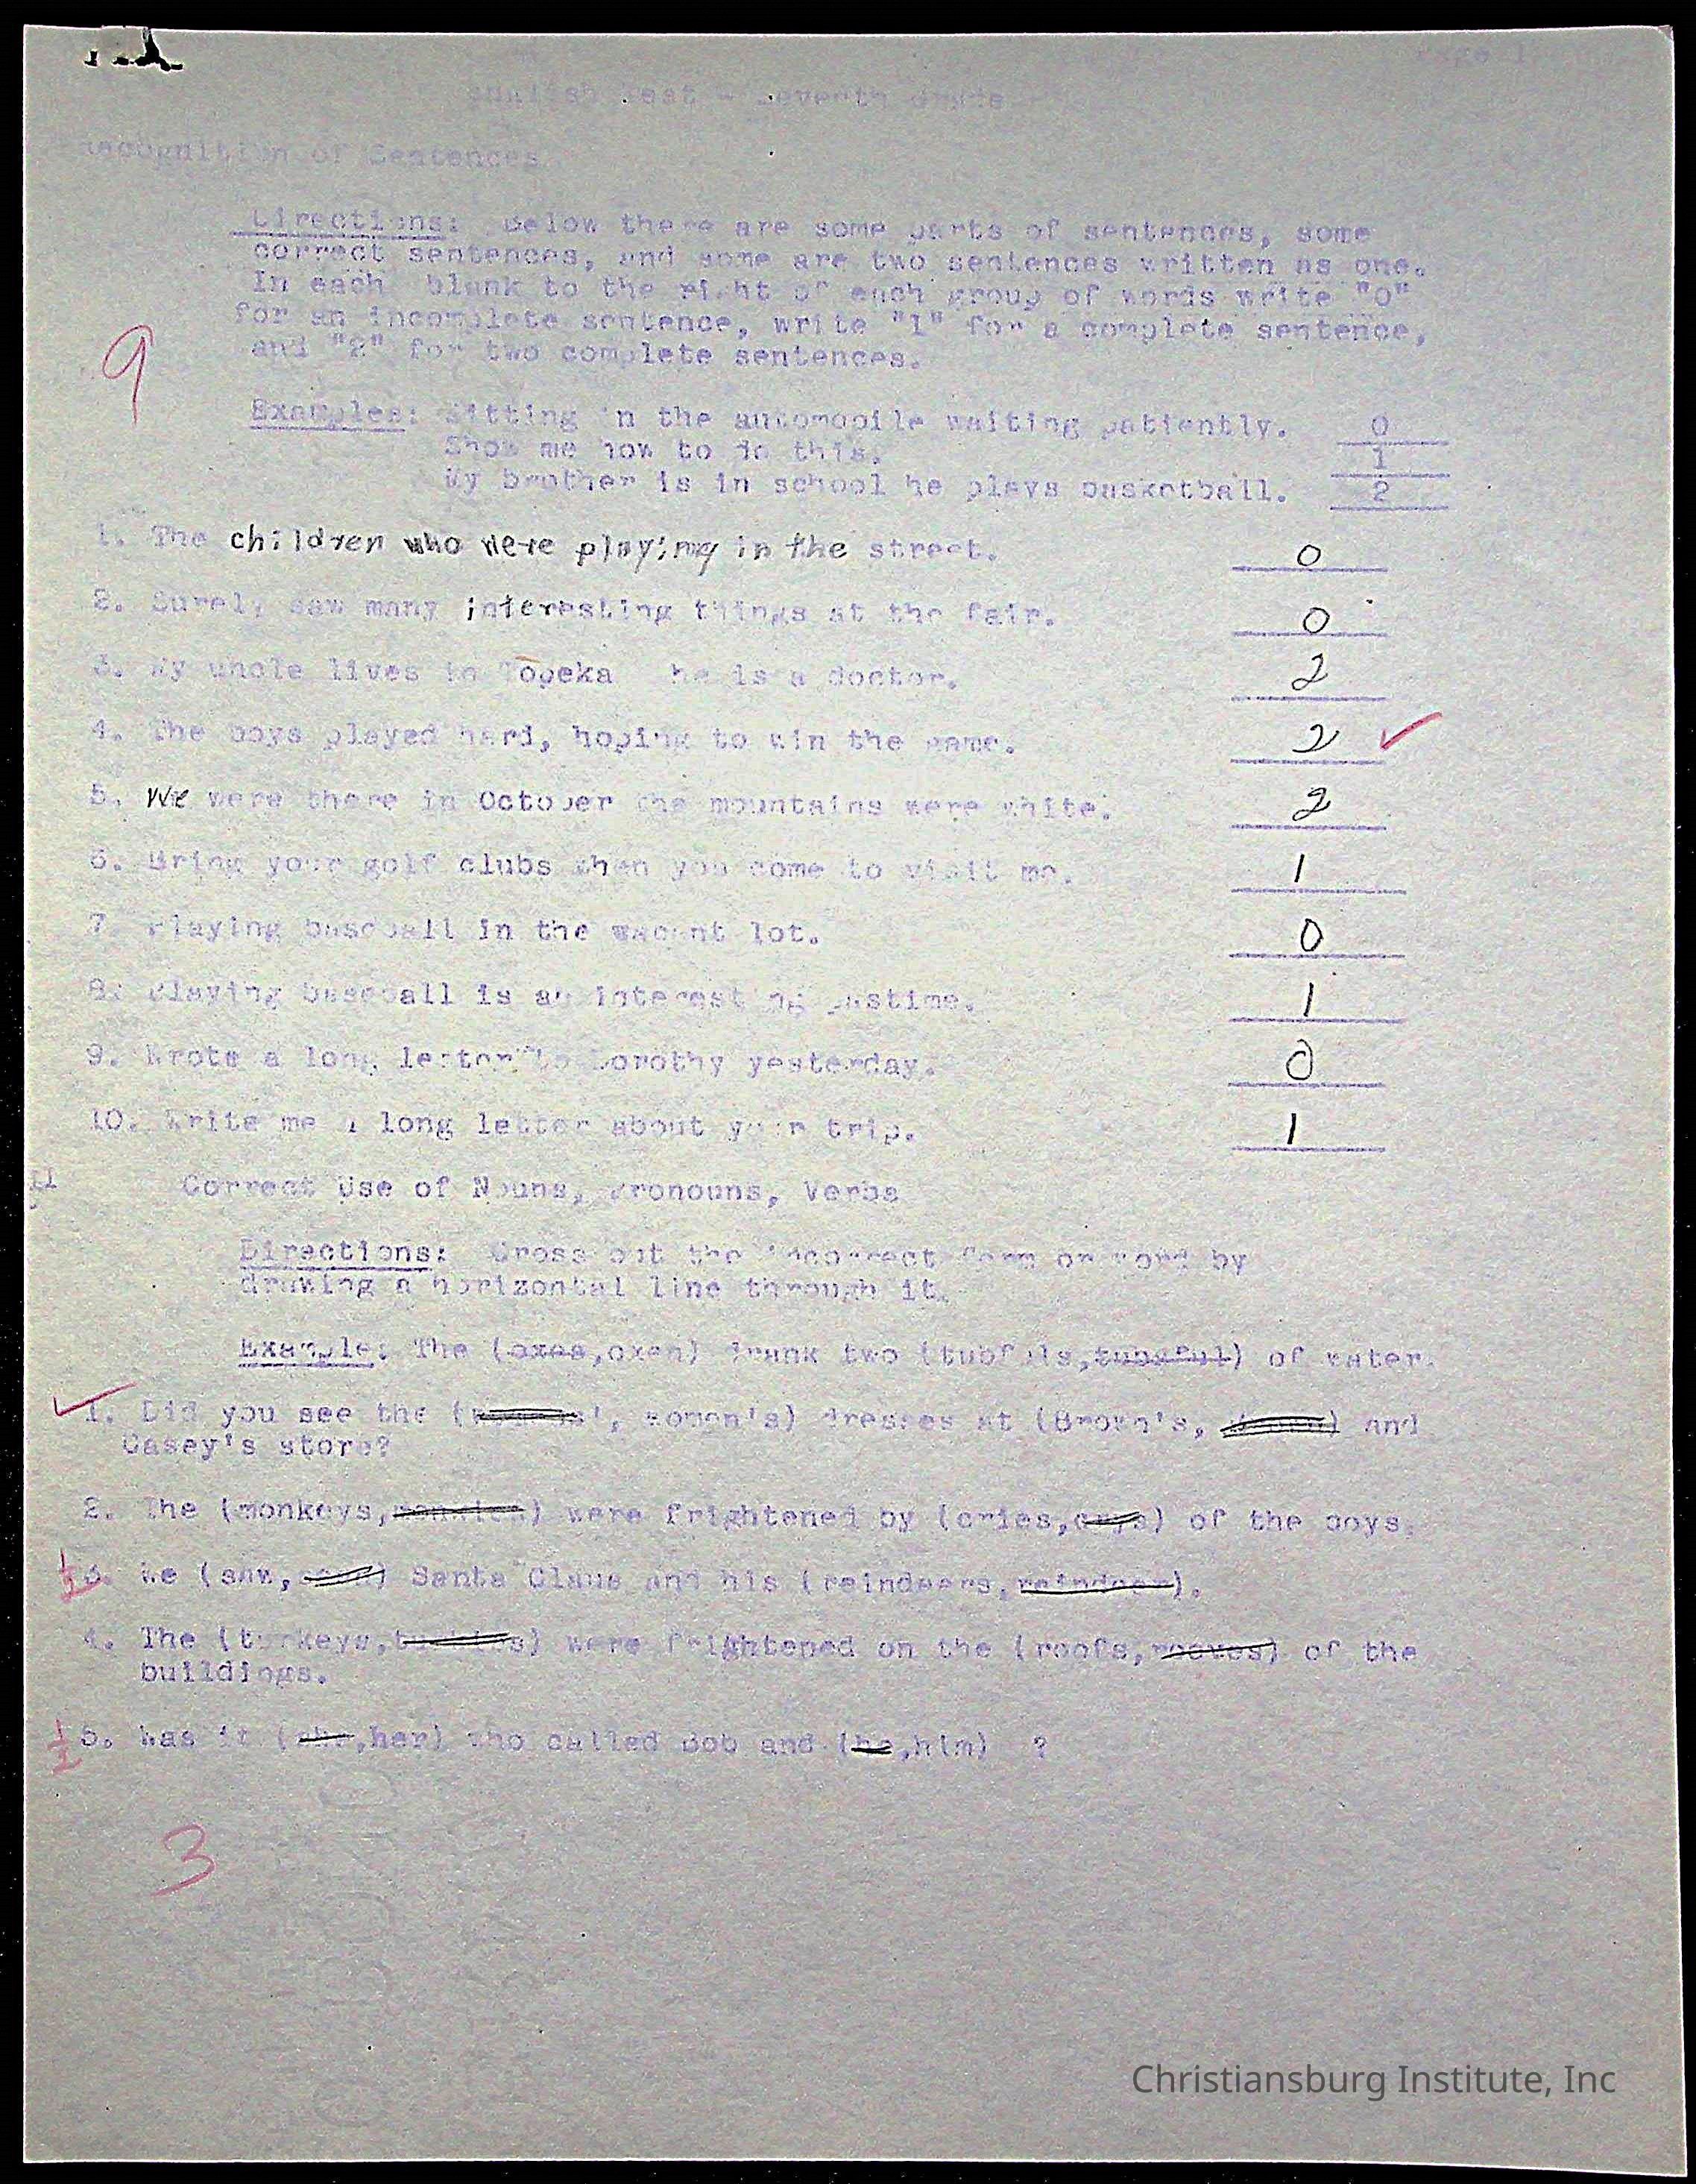 Page 1
English Test - Seventh Grade
Recognition of Sentences
Directions: Below there are some parts of sentences, some
correct sentences, and some are two sentences written as one.
In each blank to the right of each group of words write "0"
for an incomplete sentence, write "1" for a complete sentence,
and "2" for two complete sentences.
9
Examples: Sitting in the automobile waiting patiently. 0
Show me how to do this. 1
My brother is in school he plays basketball. 2
1. The children who were playing in the street. 0
2. Surely saw many interesting things at the fair. 0
3. My uncle lives in Topeka he is a doctor. 2
4. The boys played hard, hoping to win the game. 2 ✓
5. We were there in October the mountains were white. 2
6. Bring your golf clubs when you come to visit me. 1
7. Playing baseball in the vacant lot. 0
8. Playing baseball is an interesting pastime. 1
9. Wrote a long letter to Dorothy yesterday. 0
10. Write me a long letter about your trip. 1
II Correct Use of Nouns, Pronouns, Verbs
Directions: Cross out the incorrect form or word by
drawing a horizontal line through it.
Example: The (oxes,oxen) drank two (tubfuls,tubsful) of water.
✓ 1. Did you see the ( , women's) dresses at (Brown's, ) and
Casey's store?
2. The (monkeys, ) were frightened by (cries,crys) of the boys.
½ 3. We (saw, ) Santa Claus and his (reindeers,reindeer).
4. The (turkeys,turkies) were frightened on the (roofs,rooves) of the
buildings.
½ 5. Was it (she,her) who called Bob and (he,him) ?
3
Christiansburg Institute, Inc